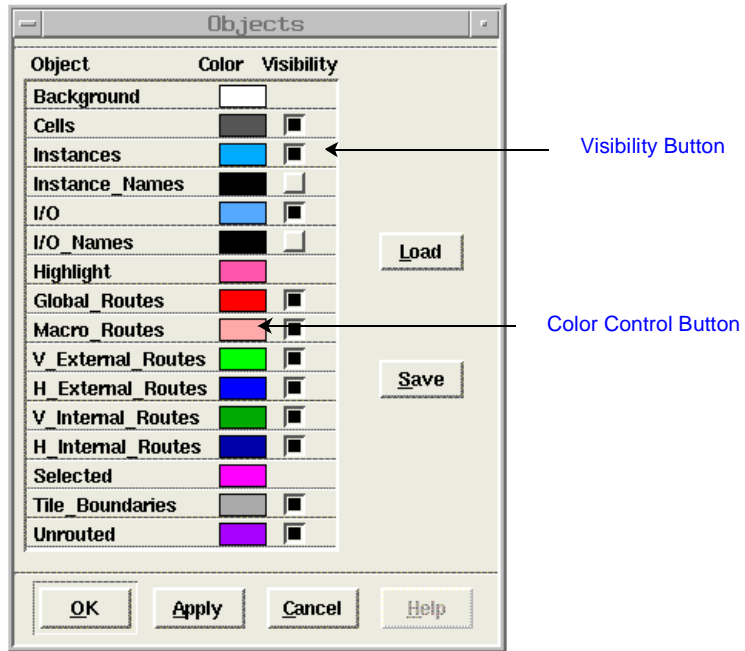 Objects
Object Color Visibility
Background
Cells
Instances
Visibility Button
Instance_Names
I/O
I/O_Names
Load
Highlight
Global_Routes
Macro_Routes
Color Control Button
V_External_Routes
H_External_Routes
Save
V_Internal_Routes
H_Internal_Routes
Selected
Tile_Boundaries
Unrouted
OK Apply Cancel Help